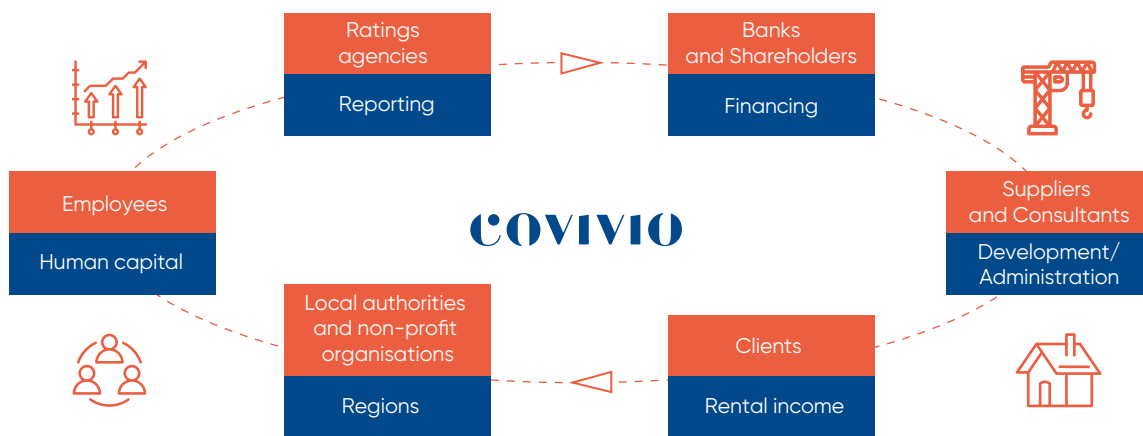 Ratings
agencies
Reporting
Banks
and Shareholders
Financing
Employees
Human capital
COVIVIO
Suppliers
and Consultants
Development/
Administration
Local authorities
and non-profit
organisations
Regions
Clients
Rental income